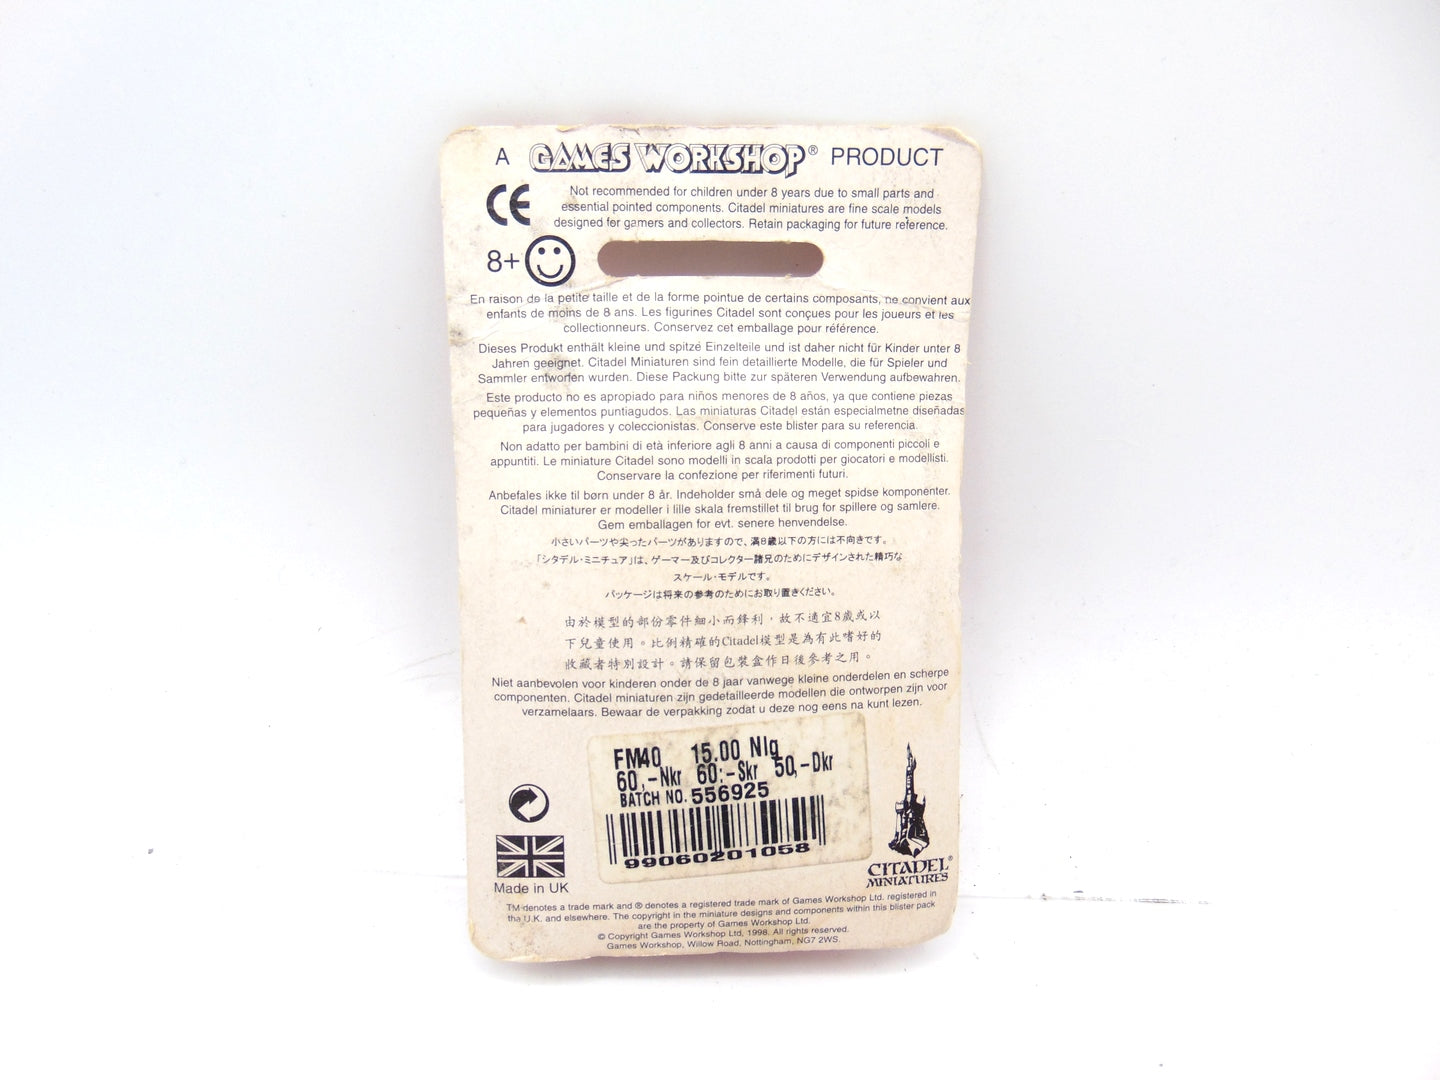 A GAMES WORKSHOP® PRODUCT
CE
Not recommended for children under 8 years due to small parts and
essential pointed components. Citadel miniatures are fine scale models
designed for gamers and collectors. Retain packaging for future reference.
8+
En raison de la petite taille et de la forme pointue de certains composants, ne convient aux
enfants de moins de 8 ans. Les figurines Citadel sont conçues pour les joueurs et les
collectionneurs. Conservez cet emballage pour référence.
Dieses Produkt enthält kleine und spitze Einzelteile und ist daher nicht für Kinder unter 8
Jahren geeignet. Citadel Miniaturen sind fein detaillierte Modelle, die für Spieler und
Sammler entworfen wurden. Diese Packung bitte zur späteren Verwendung aufbewahren.
Este producto no es apropiado para niños menores de 8 años, ya que contiene piezas
pequeñas y elementos puntiagudos. Las miniaturas Citadel están especialmetne diseñadas
para jugadores y coleccionistas. Conserve este blister para su referencia.
Non adatto per bambini di età inferiore agli 8 anni a causa di componenti piccoli e
appuntiti. Le miniature Citadel sono modelli in scala prodotti per giocatori e modellisti.
Conservare la confezione per riferimenti futuri.
Anbefales ikke til børn under 8 år. Indeholder små dele og meget spidse komponenter.
Citadel miniaturer er modeller i lille skala fremstillet til brug for spillere og samlere.
Gem emballagen for evt. senere henvendelse.
小さいパーツや尖ったパーツがありますので、満8歳以下の方には不向きです。
「シタデル・ミニチュア」は、ゲーマー及びコレクター諸兄のためにデザインされた精巧な
スケール・モデルです。
パッケージは将来の参考のためにお取り置きください。
由於模型的部份零件細小而鋒利，故不適宜8歲或以
下兒童使用。比例精確的Citadel模型是為有此嗜好的
收藏者特別設計。請保留包裝盒作日後參考之用。
Niet aanbevolen voor kinderen onder de 8 jaar vanwege kleine onderdelen en scherpe
componenten. Citadel miniaturen zijn gedetailleerde modellen die ontworpen zijn voor
verzamelaars. Bewaar de verpakking zodat u deze nog eens na kunt lezen.
FM40 15.00 Nlg
60,-Nkr 60:-Skr 50,-Dkr
BATCH NO. 556925
99060201058
Made in UK
CITADEL®
MINIATURES
TM denotes a trade mark and ® denotes a registered trade mark of Games Workshop Ltd. registered in
the U.K. and elsewhere. The copyright in the miniature designs and components within this blister pack
are the property of Games Workshop Ltd.
© Copyright Games Workshop Ltd, 1998. All rights reserved.
Games Workshop, Willow Road, Nottingham, NG7 2WS.